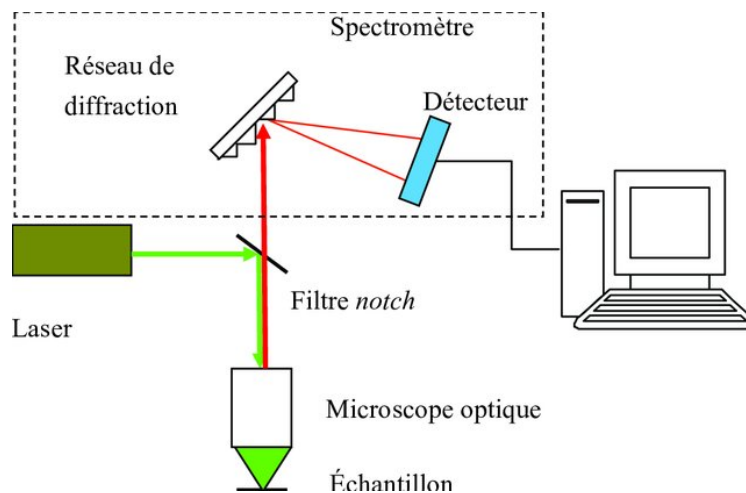 Spectromètre
Réseau de
diffraction
Détecteur
Filtre notch
Laser
Microscope optique
Échantillon